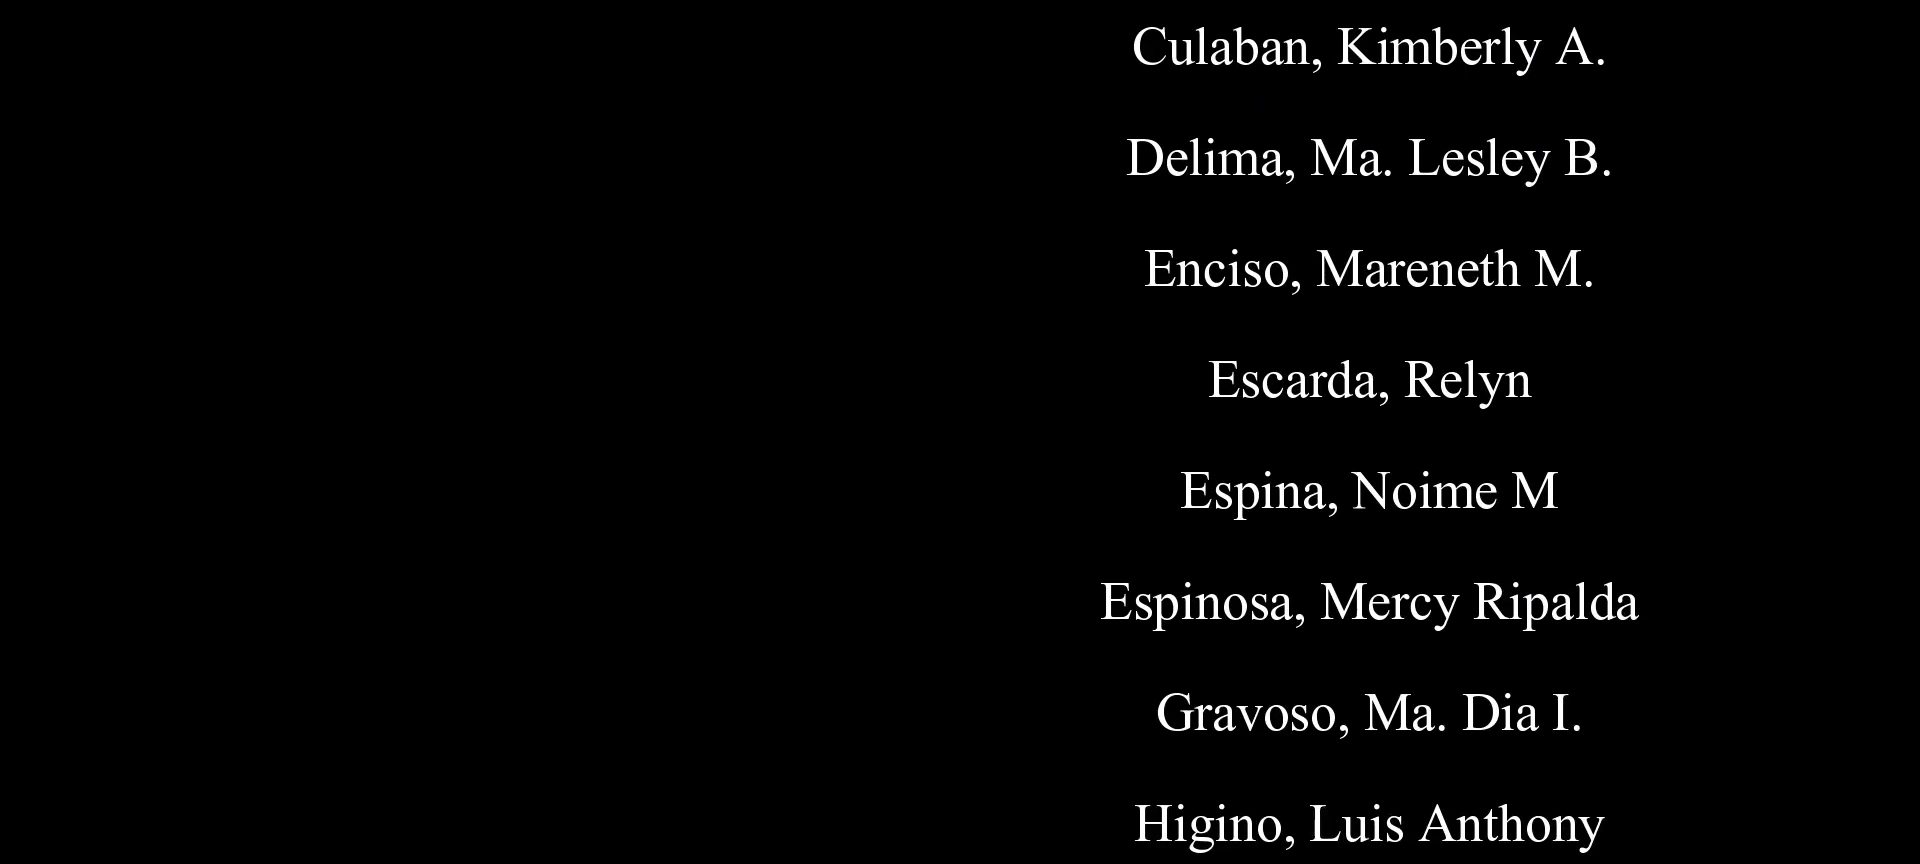 Culaban, Kimberly A.
Delima, Ma. Lesley B.
Enciso, Mareneth M.
Escarda, Relyn
Espina, Noime M
Espinosa, Mercy Ripalda
Gravoso, Ma. Dia I.
Higino, Luis Anthony